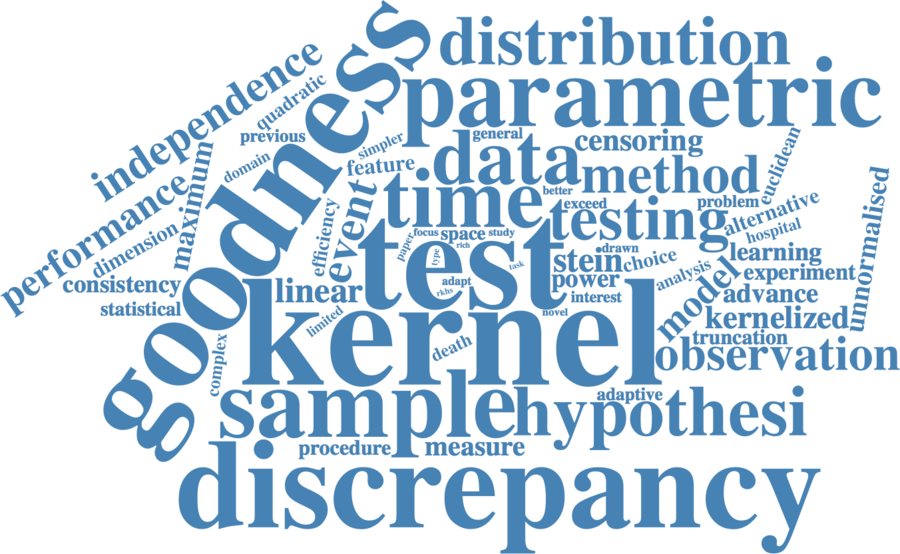 distribution
independence
quadratic
goodness
parametric
previous
general
censoring
simpler
domain
feature
data
method
euclidean
performance
maximum
time
better
exceed
problem
alternative
unnormalised
dimension
efficiency
event
testing
hospital
paper
focus
space
study
rich
type
test
task
drawn
stein
choice
learning
consistency
linear
adapt
rkhs
power
analysis
experiment
statistical
limited
interest
novel
model
advance
kernel
kernelized
truncation
complex
death
observation
sample
adaptive
hypothesi
procedure
measure
discrepancy